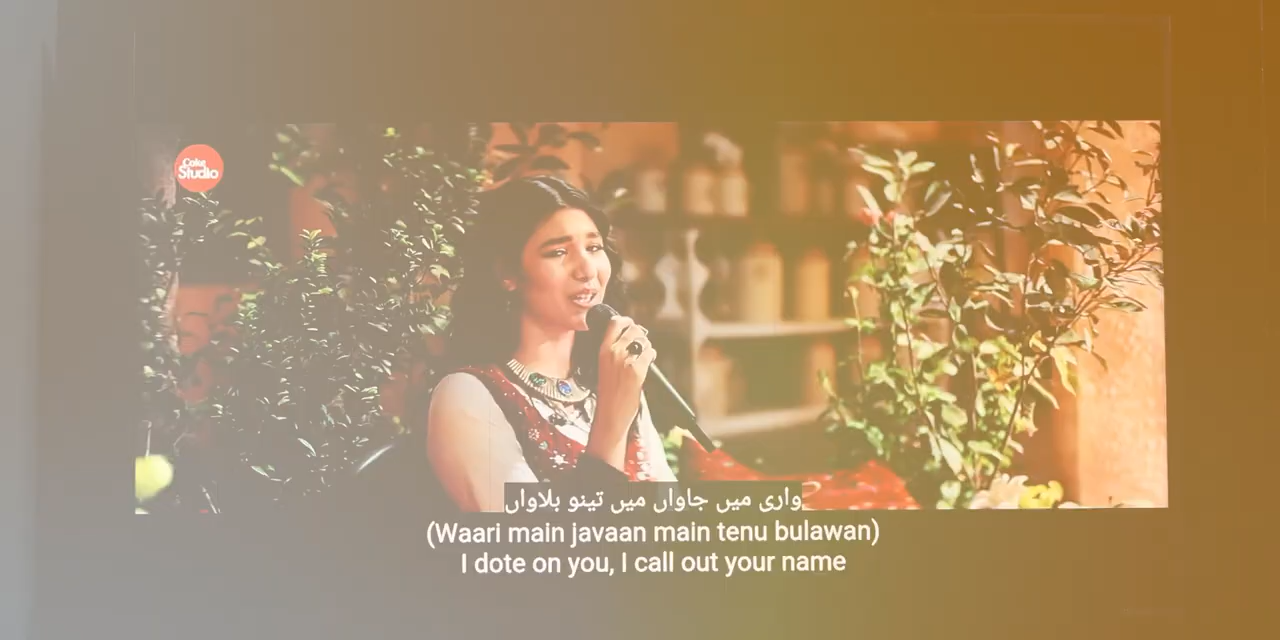 Coke
Studio
واری میں جاواں میں تینو بلاواں
(Waari main javaan main tenu bulawan)
I dote on you, I call out your name